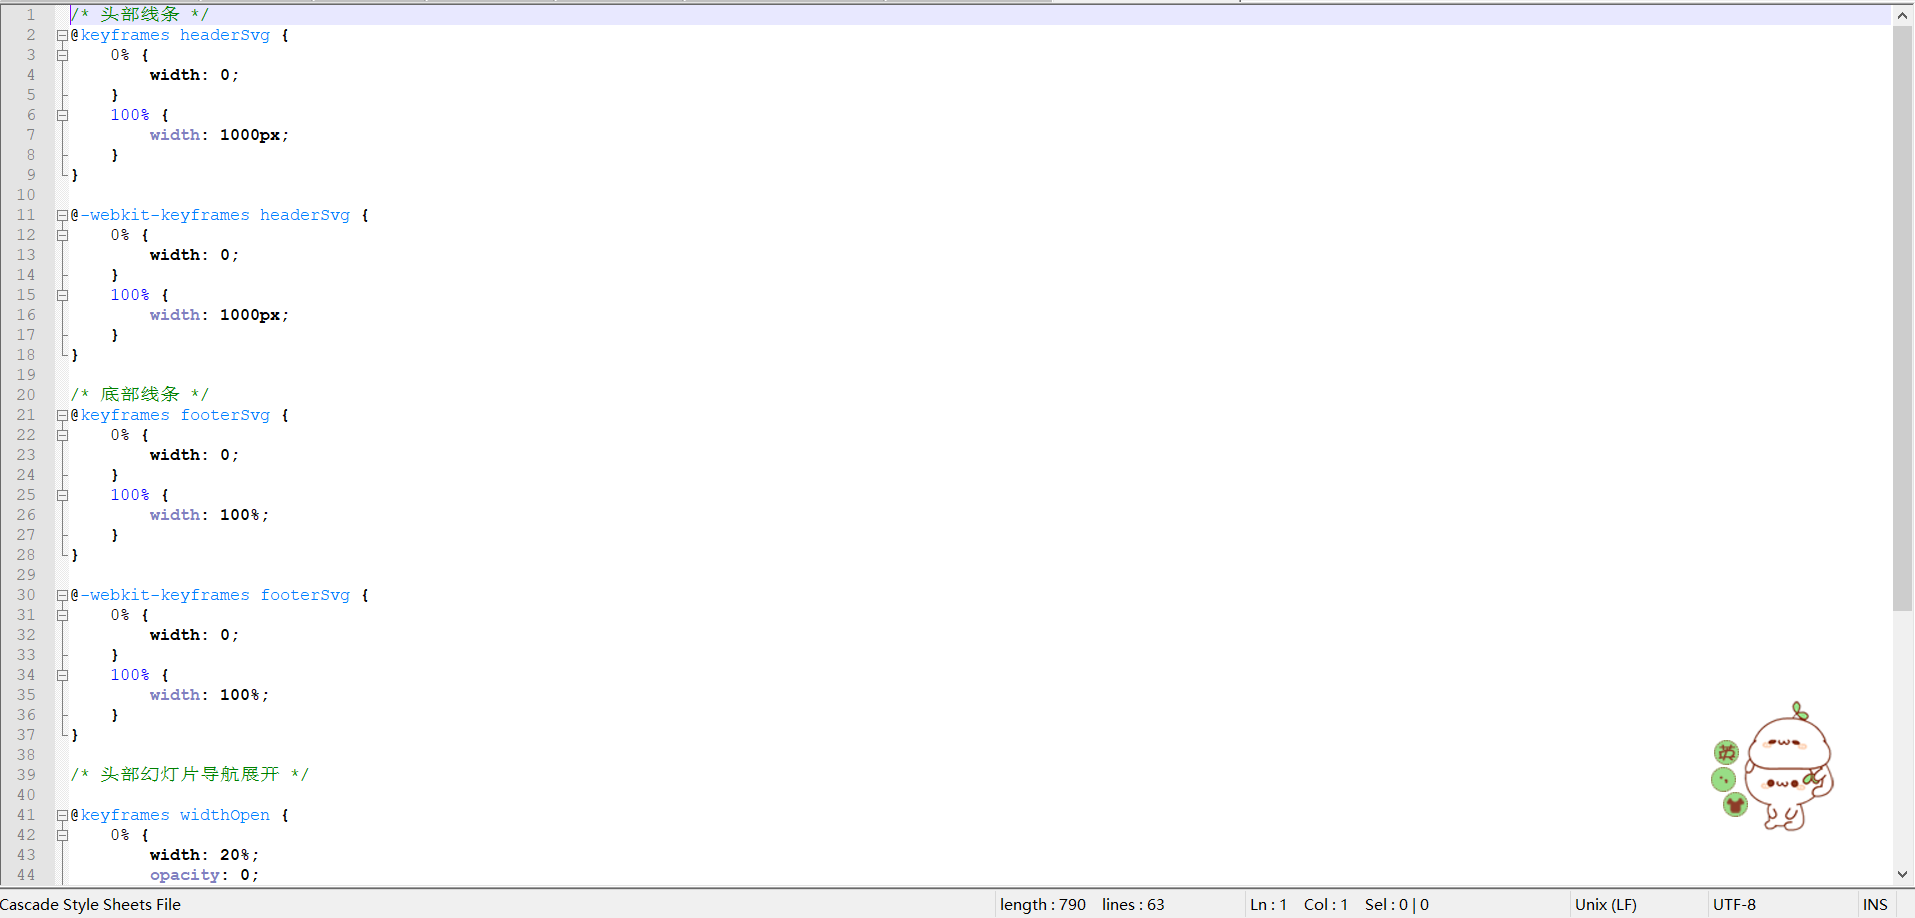 1 /* 头部线条 */
2 @keyframes headerSvg {
3 0% {
4 width: 0;
5 }
6 100% {
7 width: 1000px;
8 }
9 }
10
11 @-webkit-keyframes headerSvg {
12 0% {
13 width: 0;
14 }
15 100% {
16 width: 1000px;
17 }
18 }
19
20 /* 底部线条 */
21 @keyframes footerSvg {
22 0% {
23 width: 0;
24 }
25 100% {
26 width: 100%;
27 }
28 }
29
30 @-webkit-keyframes footerSvg {
31 0% {
32 width: 0;
33 }
34 100% {
35 width: 100%;
36 }
37 }
38
39 /* 头部幻灯片导航展开 */
40
41 @keyframes widthOpen {
42 0% {
43 width: 20%;
44 opacity: 0;
英
Cascade Style Sheets File length : 790 lines : 63 Ln : 1 Col : 1 Sel : 0 | 0 Unix (LF) UTF-8 INS